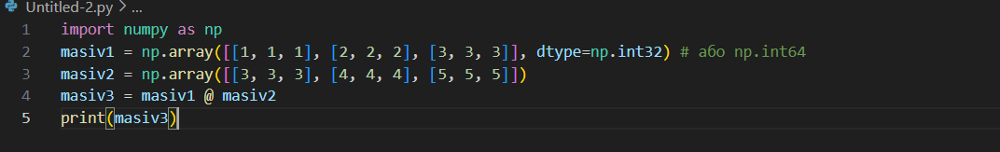 Untitled-2.py > ...
1 import numpy as np
2 masiv1 = np.array([[1, 1, 1], [2, 2, 2], [3, 3, 3]], dtype=np.int32) # або np.int64
3 masiv2 = np.array([[3, 3, 3], [4, 4, 4], [5, 5, 5]])
4 masiv3 = masiv1 @ masiv2
5 print(masiv3)